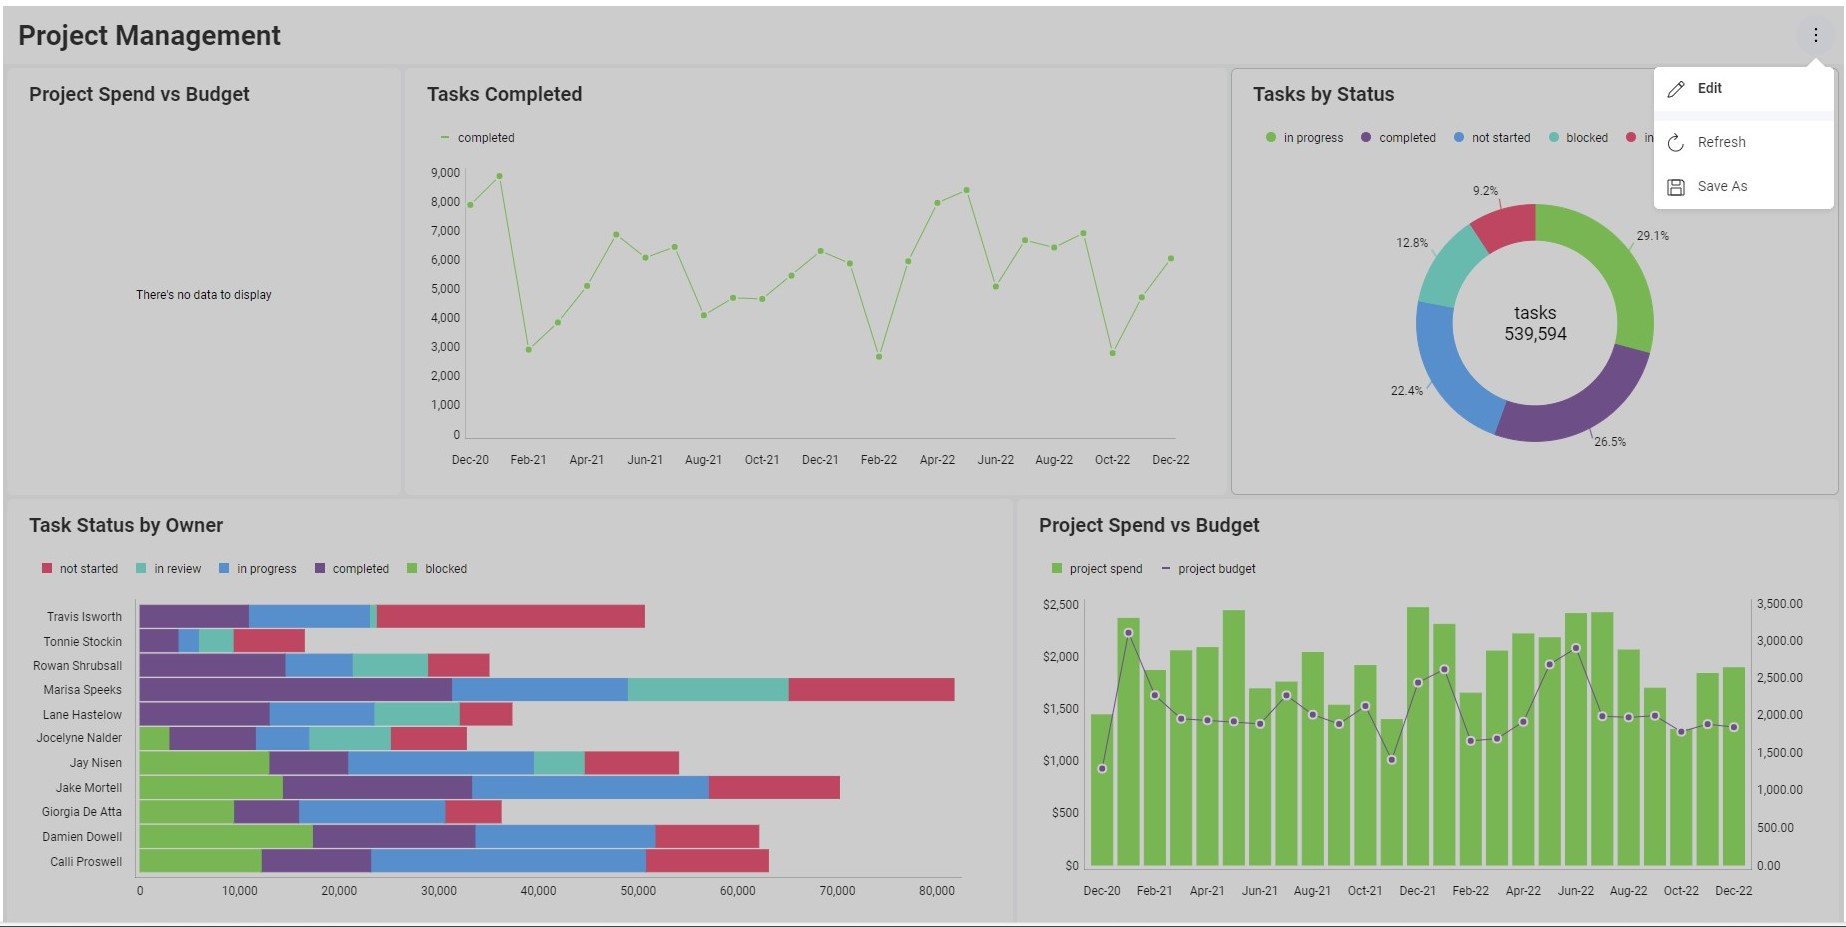 Project Management
Edit
Refresh
Save As
Project Spend vs Budget
There's no data to display
Tasks Completed
completed
9,000
8,000
7,000
6,000
5,000
4,000
3,000
2,000
1,000
0
Dec-20 Feb-21 Apr-21 Jun-21 Aug-21 Oct-21 Dec-21 Feb-22 Apr-22 Jun-22 Aug-22 Oct-22 Dec-22
Tasks by Status
in progress completed not started blocked in
9.2%
29.1%
12.8%
tasks
539,594
22.4%
26.5%
Task Status by Owner
not started in review in progress completed blocked
Travis Isworth
Tonnie Stockin
Rowan Shrubsall
Marisa Speeks
Lane Hastelow
Jocelyne Nalder
Jay Nisen
Jake Mortell
Giorgia De Atta
Damien Dowell
Calli Proswell
0 10,000 20,000 30,000 40,000 50,000 60,000 70,000 80,000
Project Spend vs Budget
project spend project budget
$2,500
$2,000
$1,500
$1,000
$500
$0
3,500.00
3,000.00
2,500.00
2,000.00
1,500.00
1,000.00
500.00
0.00
Dec-20 Feb-21 Apr-21 Jun-21 Aug-21 Oct-21 Dec-21 Feb-22 Apr-22 Jun-22 Aug-22 Oct-22 Dec-22